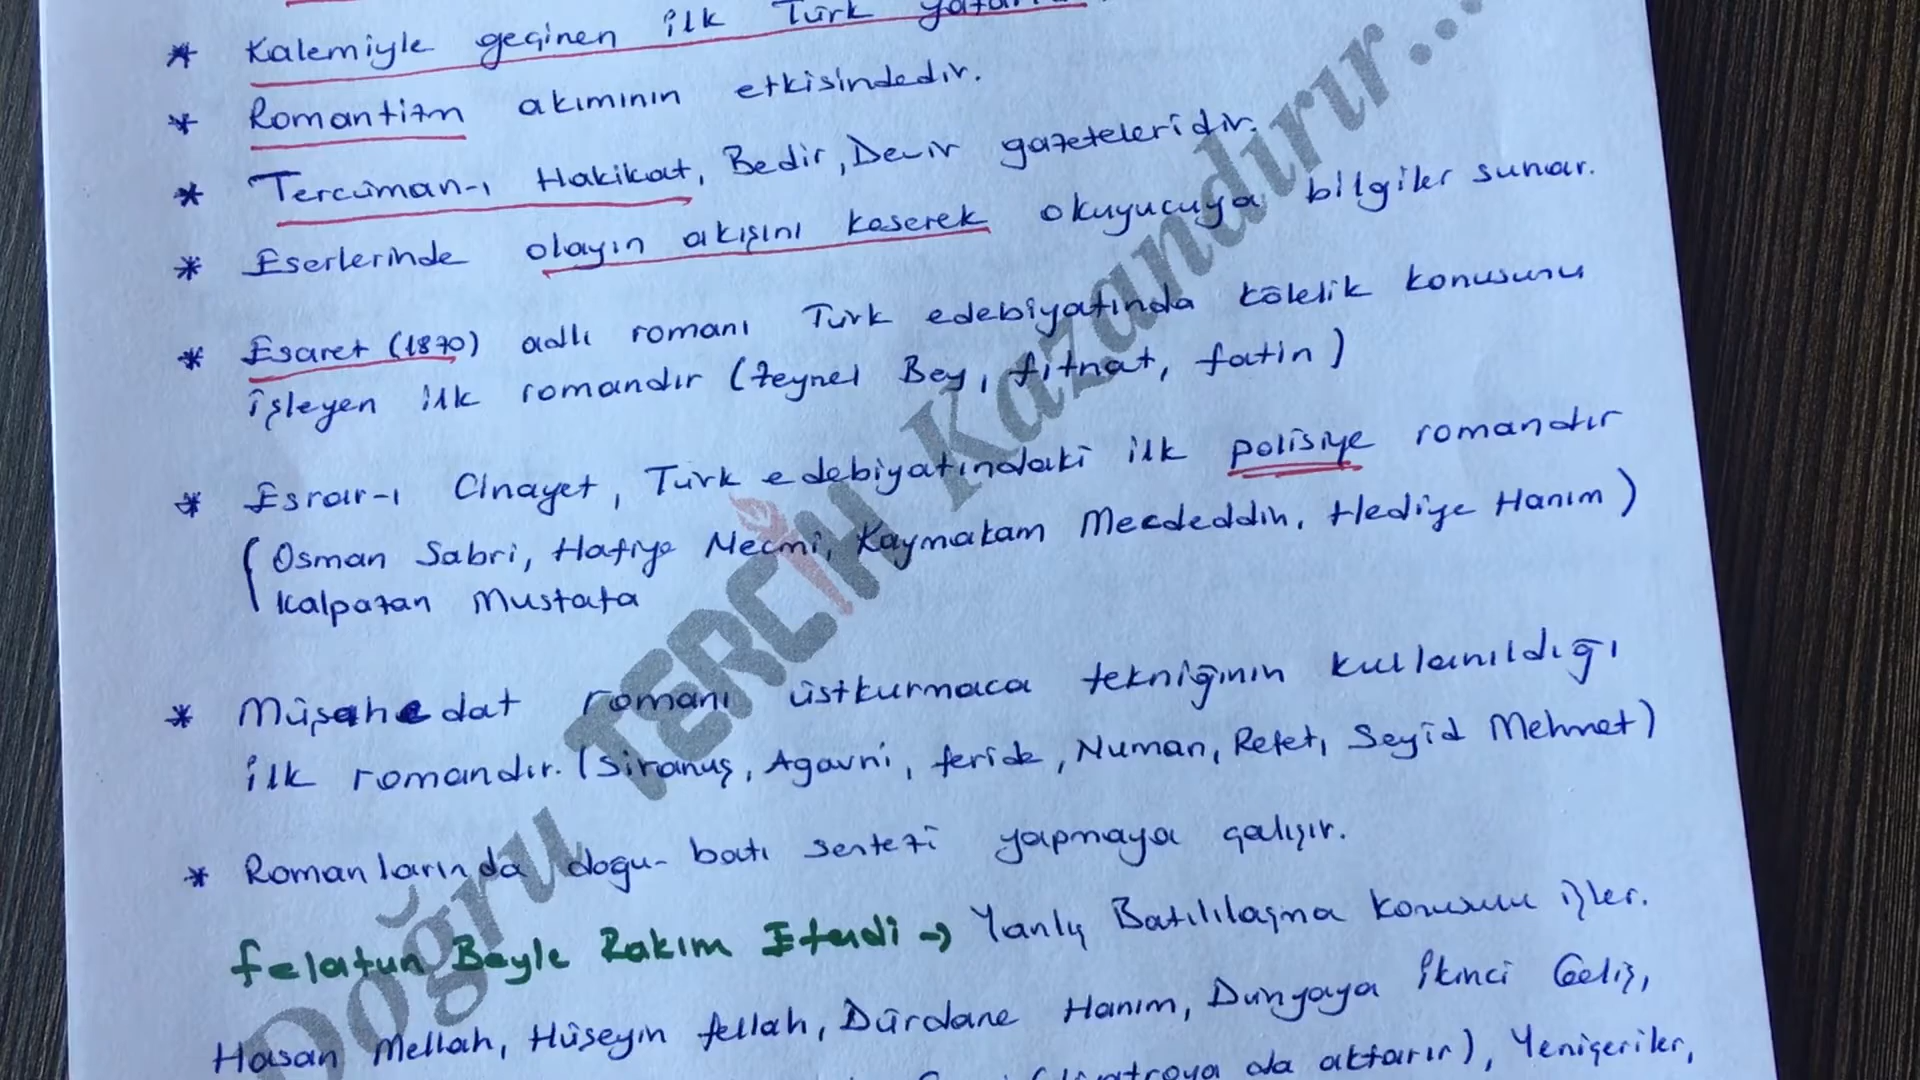 * Kalemiyle geçinen ilk Türk
* Romantizm akımının etkisindedir.
* Tercüman-ı Hakikat, Bedir, Devir gazeteleridir.
* Eserlerinde olayın akışını keserek okuyucuya bilgiler sunar.
* Esaret (1870) adlı romanı Türk edebiyatında kölelik konusunu
işleyen ilk romandır (Zeynel Bey, fitnat, fatin)
* Esrar-ı Cinayet, Türk edebiyatındaki ilk polisiye romandır
(Osman Sabri, Hafiye Necmi, Kaymakam Mecdeddin, Hediye Hanım)
Kalpazan Mustafa
* Müşahedat romanı üstkurmaca tekniğinin kullanıldığı
ilk romandır. (Siranuş, Agavni, feride, Numan, Refet, Seyid Mehmet)
* Romanlarında doğu-batı sentezi yapmaya çalışır.
felatun Beyle Rakım Efendi → Yanlış Batılılaşma konusunu işler.
Hasan Mellah, Hüseyin fellah, Dürdane Hanım, Dünyaya İkinci Geliş,
da aktarır), Yeniçeriler,
Doğru TERCİH Kazandırır...